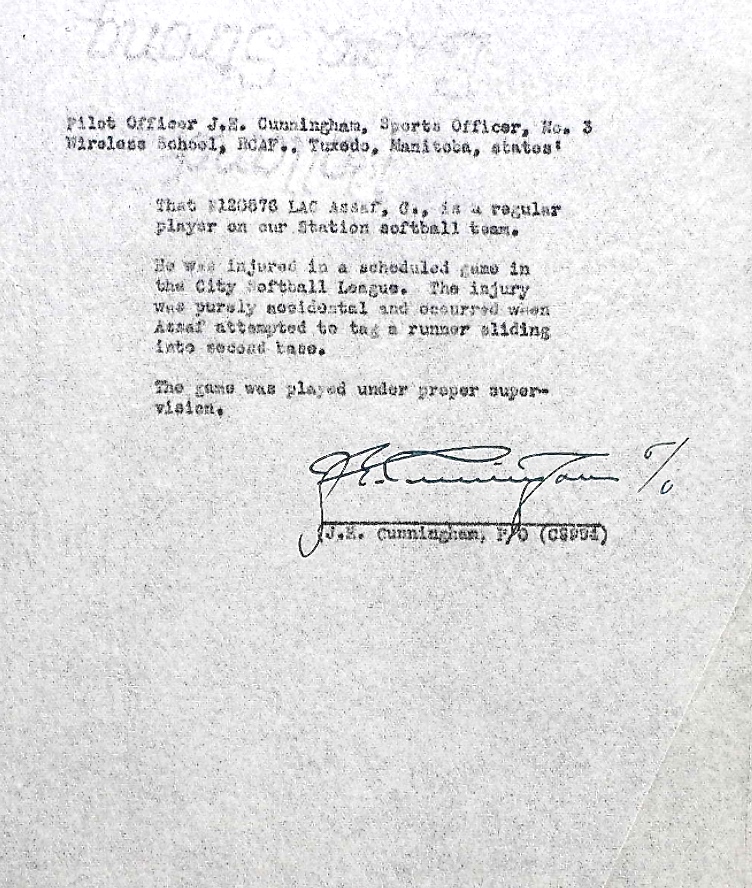 Pilot Officer J.E. Cunningham, Sports Officer, No. 3
Wireless School, RCAF., Tuxedo, Manitoba, states:
That LAC Assaf, G., is a regular
player on our Station softball team.
He was injured in a scheduled game in
the City Softball League. The injury
was purely accidental and occurred when
Assaf attempted to tag a runner sliding
into second base.
The game was played under proper super-
vision.
J.E. Cunningham P/O
J.E. Cunningham, P/O